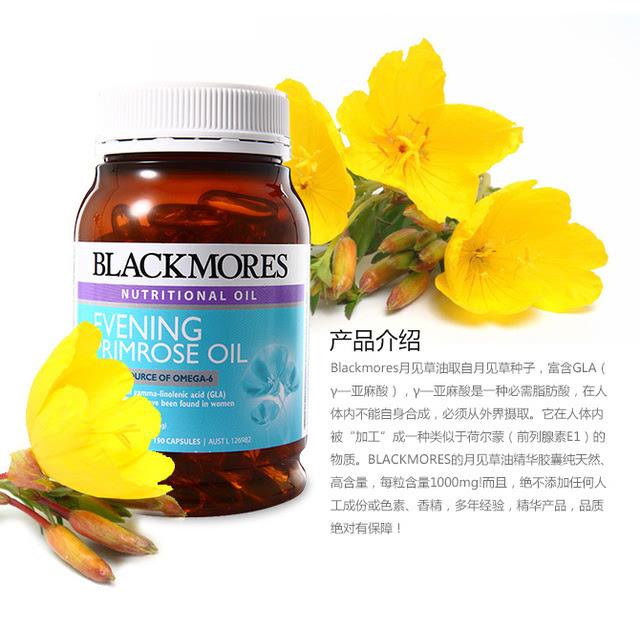 BLACKMORES
NUTRITIONAL OIL
EVENING
PRIMROSE OIL
SOURCE OF OMEGA-6
gamma-linolenic acid (GLA)
have been found in women
190 CAPSULES | AUST L 126982
产品介绍
Blackmores月见草油取自月见草种子，富含GLA（
γ—亚麻酸），γ—亚麻酸是一种必需脂肪酸，在人
体内不能自身合成，必须从外界摄取。它在人体内
被“加工”成一种类似于荷尔蒙（前列腺素E1）的
物质。BLACKMORES的月见草油精华胶囊纯天然、
高含量，每粒含量1000mg!而且，绝不添加任何人
工成份或色素、香精，多年经验，精华产品，品质
绝对有保障！